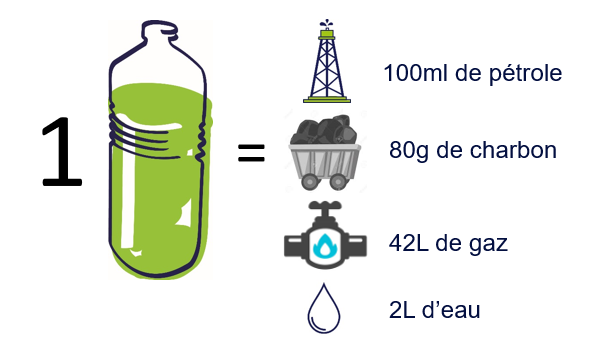 1
=
100ml de pétrole
80g de charbon
42L de gaz
2L d’eau